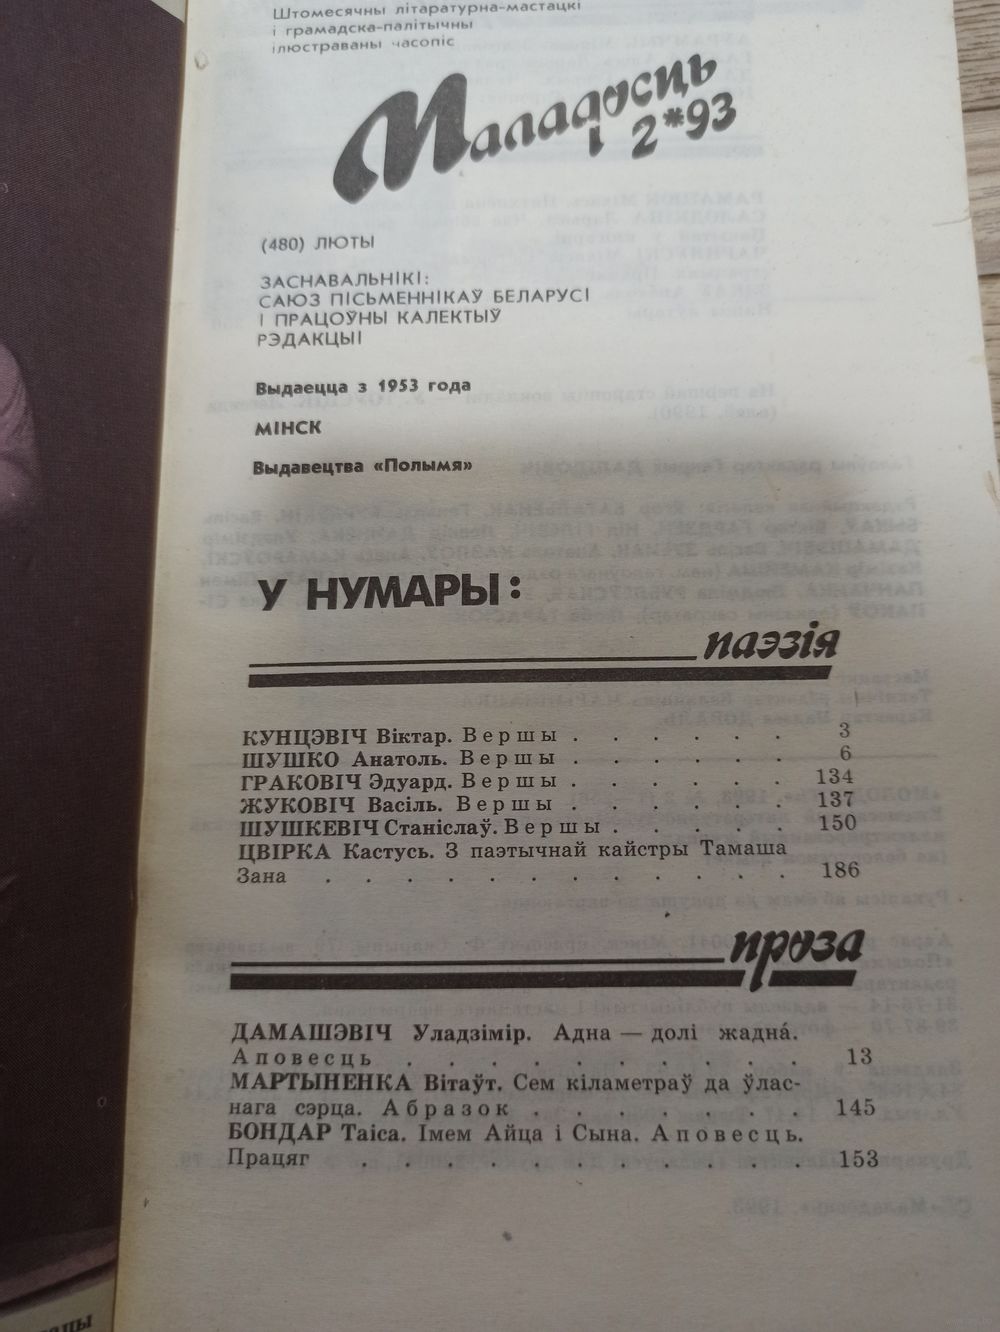 Штомесячны літаратурна-мастацкі
і грамадска-палітычны
ілюстраваны часопіс
Маладосць
2*93
(480) ЛЮТЫ
ЗАСНАВАЛЬНІКІ:
САЮЗ ПІСЬМЕННІКАЎ БЕЛАРУСІ
І ПРАЦОЎНЫ КАЛЕКТЫЎ
РЭДАКЦЫІ
Выдаецца з 1953 года
МІНСК
Выдавецтва «Полымя»
У НУМАРЫ:
паэзія
КУНЦЭВІЧ Віктар. Вершы . . . . . . 3
ШУШКО Анатоль. Вершы . . . . . . 6
ГРАКОВІЧ Эдуард. Вершы . . . . . . 134
ЖУКОВІЧ Васіль. Вершы . . . . . . 137
ШУШКЕВІЧ Станіслаў. Вершы . . . . . 150
ЦВІРКА Кастусь. З паэтычнай кайстры Тамаша
Зана . . . . . . . . . . . . 186
проза
ДАМАШЭВІЧ Уладзімір. Адна — долі жадна́.
Аповесць . . . . . . . . . . 13
МАРТЫНЕНКА Вітаўт. Сем кіламетраў да ўлас-
нага сэрца. Абразок . . . . . . . 145
БОНДАР Таіса. Імем Айца і Сына. Аповесць.
Працяг . . . . . . . . . . . 153